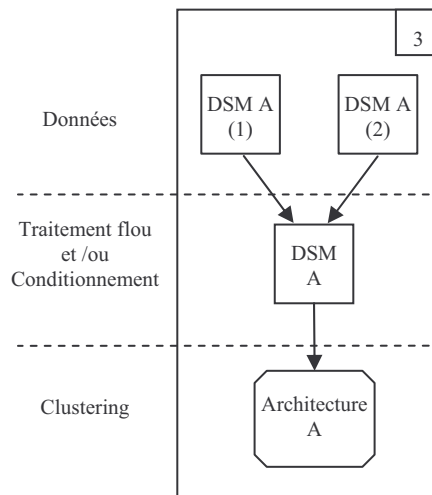 3
Données
DSM A
(1)
DSM A
(2)
Traitement flou
et /ou
Conditionnement
DSM
A
Clustering
Architecture
A